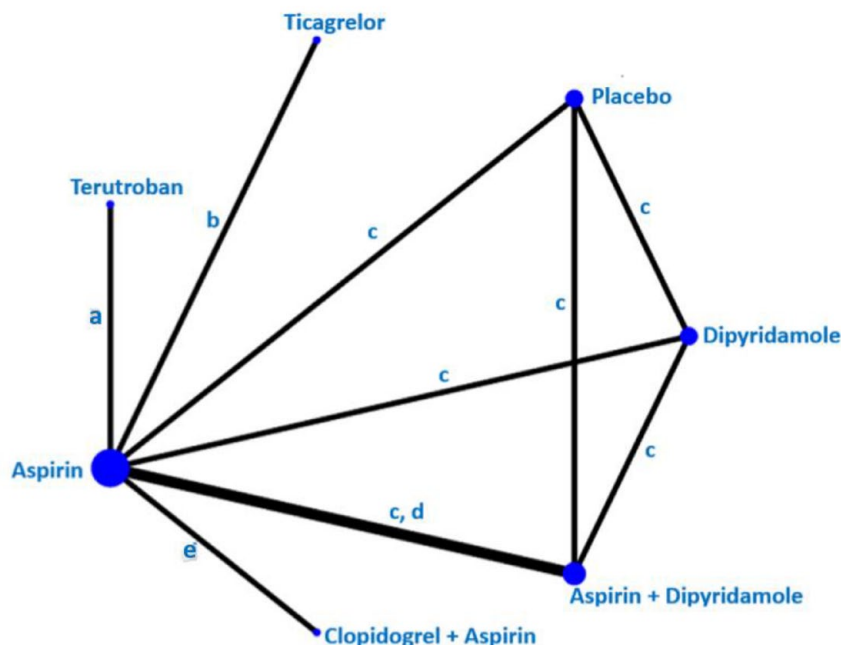 Ticagrelor
Placebo
Terutroban
b
c
c
c
a
Dipyridamole
c
c
Aspirin
c, d
e
Aspirin + Dipyridamole
Clopidogrel + Aspirin